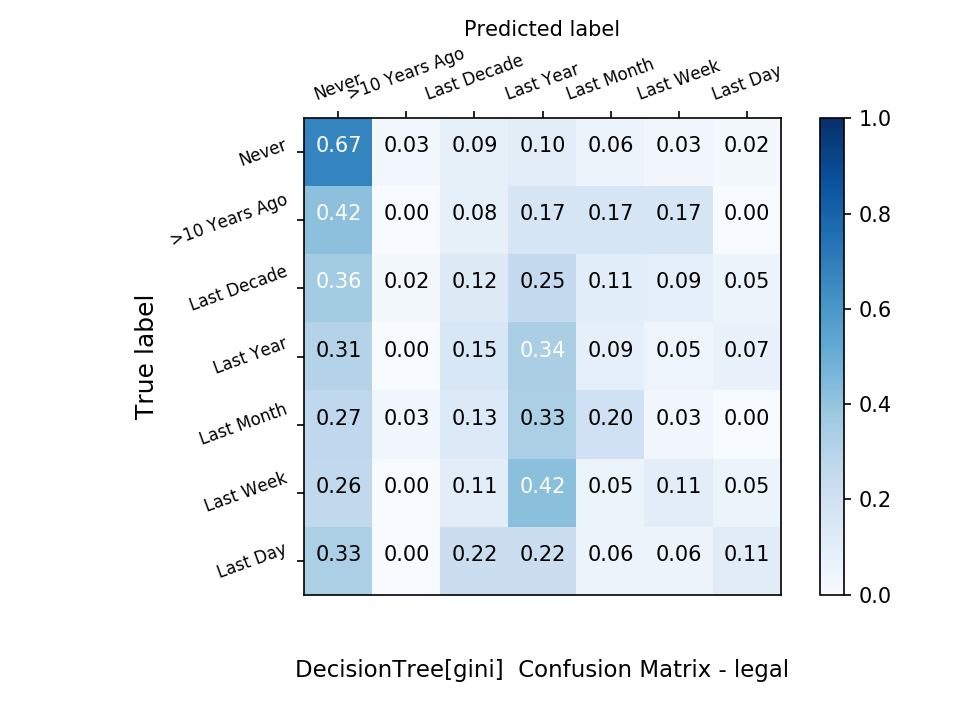 Predicted label
Never >10 Years Ago Last Decade Last Year Last Month Last Week Last Day
Never 0.67 0.03 0.09 0.10 0.06 0.03 0.02
>10 Years Ago 0.42 0.00 0.08 0.17 0.17 0.17 0.00
Last Decade 0.36 0.02 0.12 0.25 0.11 0.09 0.05
Last Year 0.31 0.00 0.15 0.34 0.09 0.05 0.07
Last Month 0.27 0.03 0.13 0.33 0.20 0.03 0.00
Last Week 0.26 0.00 0.11 0.42 0.05 0.11 0.05
Last Day 0.33 0.00 0.22 0.22 0.06 0.06 0.11
True label
1.0
0.8
0.6
0.4
0.2
0.0
DecisionTree[gini]  Confusion Matrix - legal